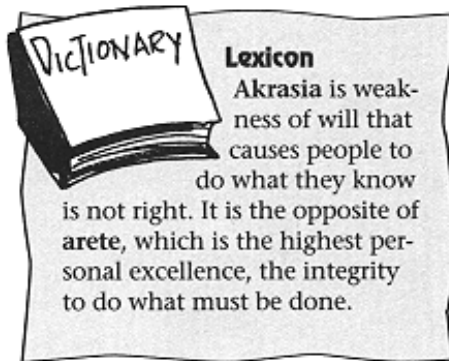 DICTIONARY
Lexicon
Akrasia is weak-
ness of will that
causes people to
do what they know
is not right. It is the opposite of
arete, which is the highest per-
sonal excellence, the integrity
to do what must be done.